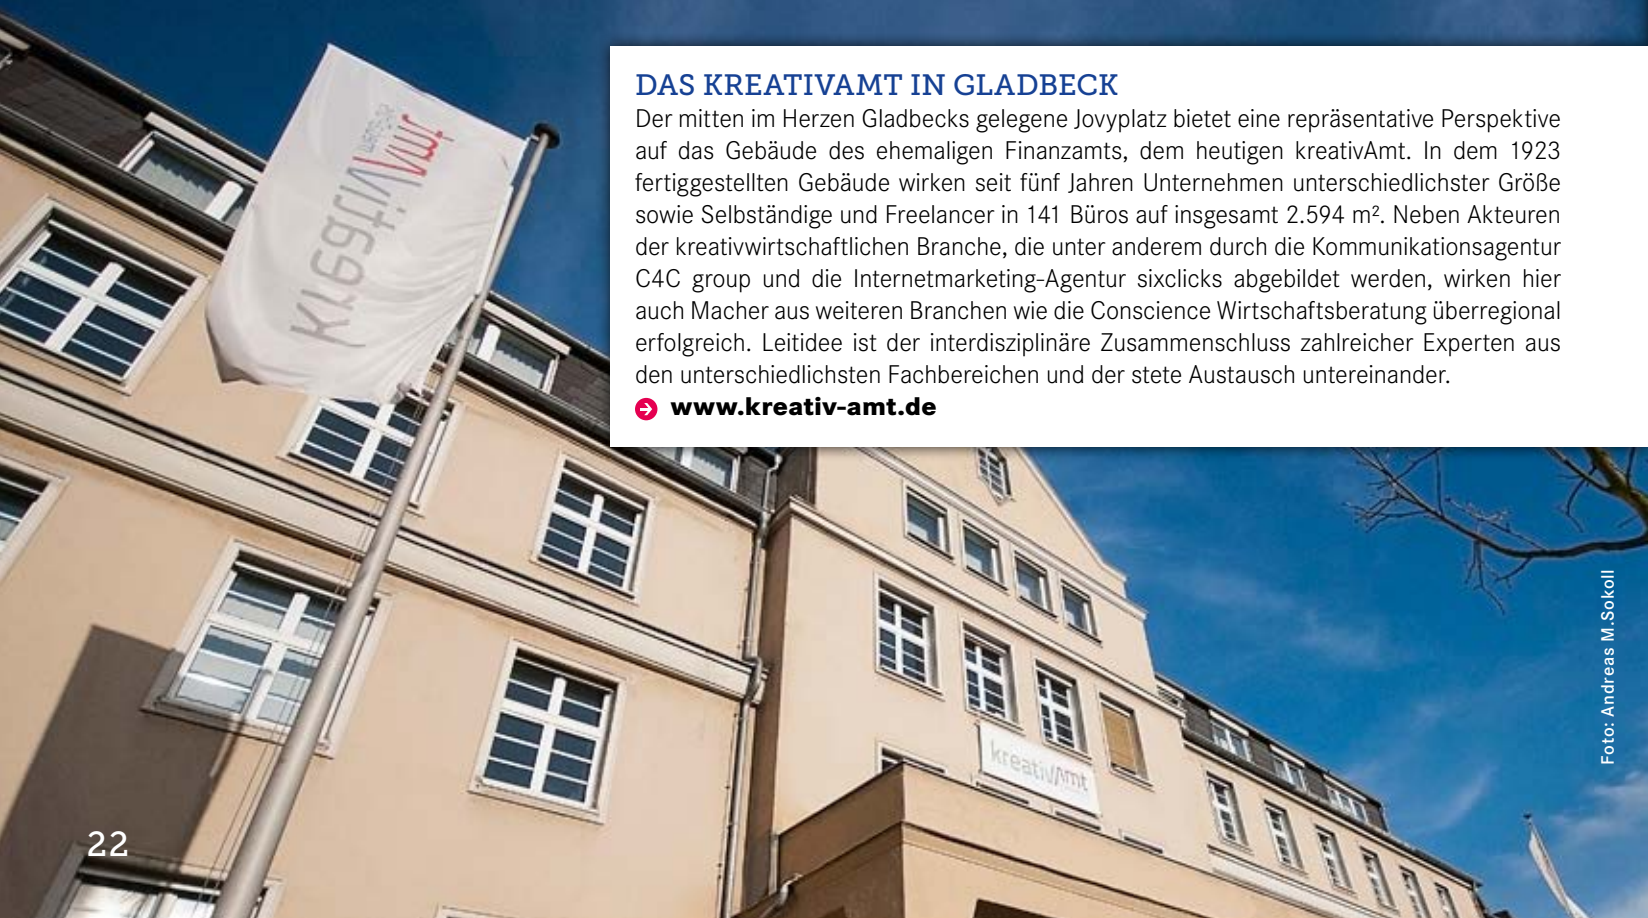 DAS KREATIVAMT IN GLADBECK
Der mitten im Herzen Gladbecks gelegene Jovyplatz bietet eine repräsentative Perspektive
auf das Gebäude des ehemaligen Finanzamts, dem heutigen kreativAmt. In dem 1923
fertiggestellten Gebäude wirken seit fünf Jahren Unternehmen unterschiedlichster Größe
sowie Selbständige und Freelancer in 141 Büros auf insgesamt 2.594 m². Neben Akteuren
der kreativwirtschaftlichen Branche, die unter anderem durch die Kommunikationsagentur
C4C group und die Internetmarketing-Agentur sixclicks abgebildet werden, wirken hier
auch Macher aus weiteren Branchen wie die Conscience Wirtschaftsberatung überregional
erfolgreich. Leitidee ist der interdisziplinäre Zusammenschluss zahlreicher Experten aus
den unterschiedlichsten Fachbereichen und der stete Austausch untereinander.
www.kreativ-amt.de
kreativAmt
kreativAmt
Foto: Andreas M.Sokoll
22